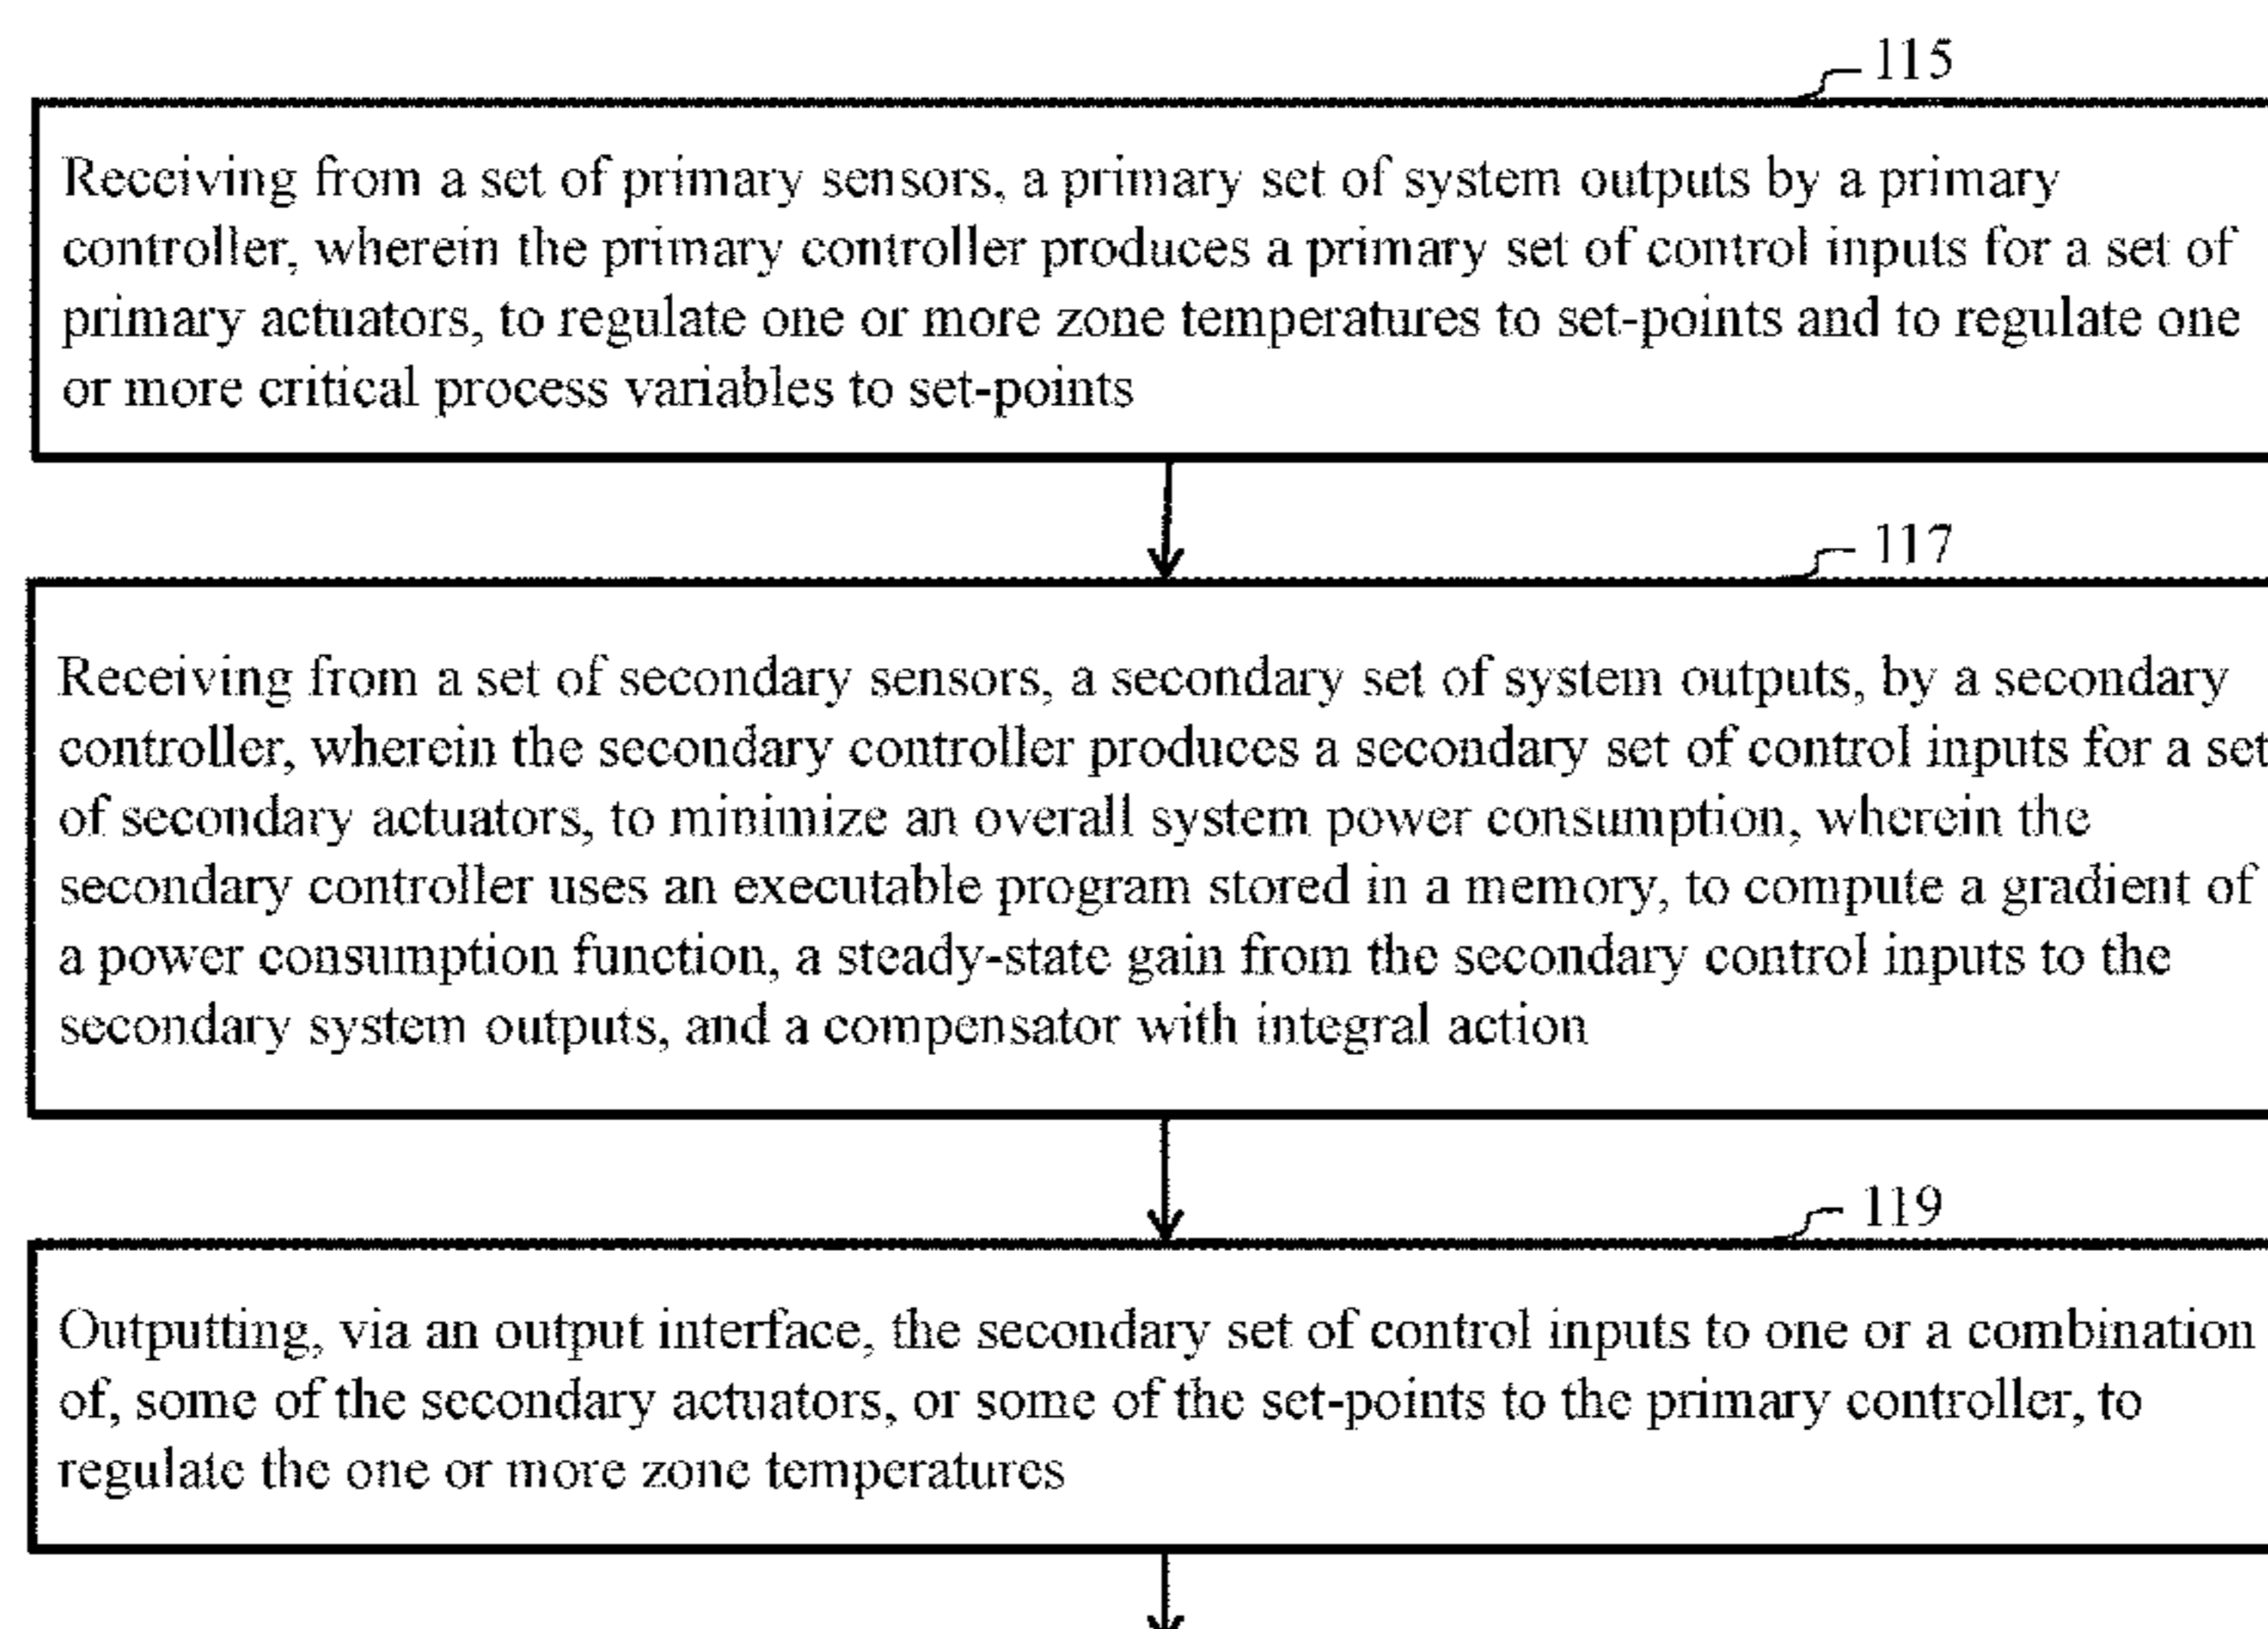 115
Receiving from a set of primary sensors, a primary set of system outputs by a primary
controller, wherein the primary controller produces a primary set of control inputs for a set of
primary actuators, to regulate one or more zone temperatures to set-points and to regulate one
or more critical process variables to set-points
117
Receiving from a set of secondary sensors, a secondary set of system outputs, by a secondary
controller, wherein the secondary controller produces a secondary set of control inputs for a set
of secondary actuators, to minimize an overall system power consumption, wherein the
secondary controller uses an executable program stored in a memory, to compute a gradient of
a power consumption function, a steady-state gain from the secondary control inputs to the
secondary system outputs, and a compensator with integral action
119
Outputting, via an output interface, the secondary set of control inputs to one or a combination
of, some of the secondary actuators, or some of the set-points to the primary controller, to
regulate the one or more zone temperatures